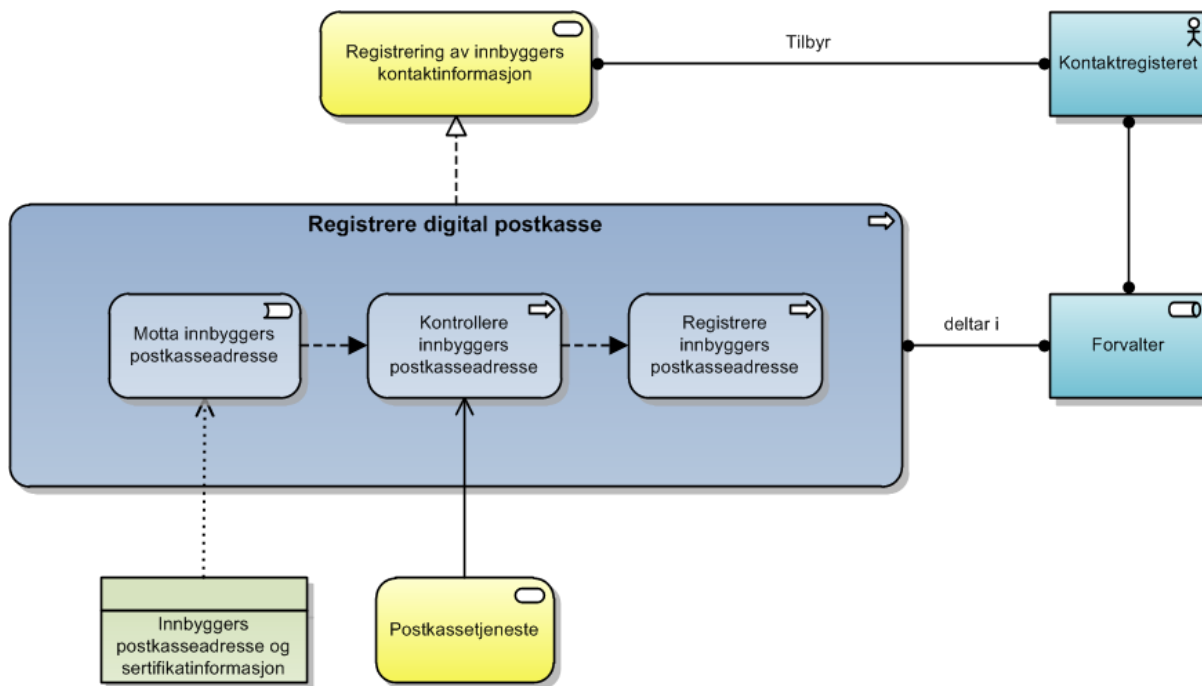 Registrering av innbyggers
kontaktinformasjon
Tilbyr
Kontaktregisteret
Registrere digital postkasse
Motta innbyggers
postkasseadresse
Kontrollere
innbyggers
postkasseadresse
Registrere
innbyggers
postkasseadresse
deltar i
Forvalter
Innbyggers
postkasseadresse og
sertifikatinformasjon
Postkassetjeneste